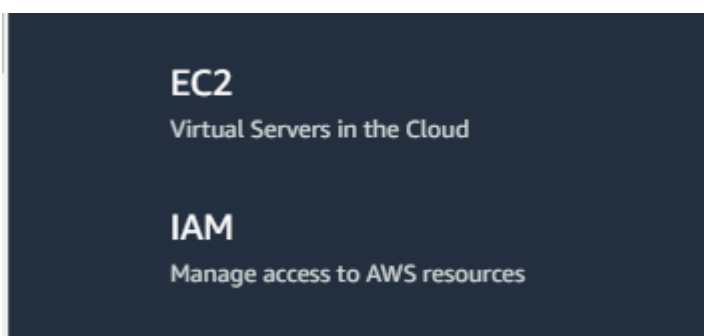 EC2
Virtual Servers in the Cloud
IAM
Manage access to AWS resources